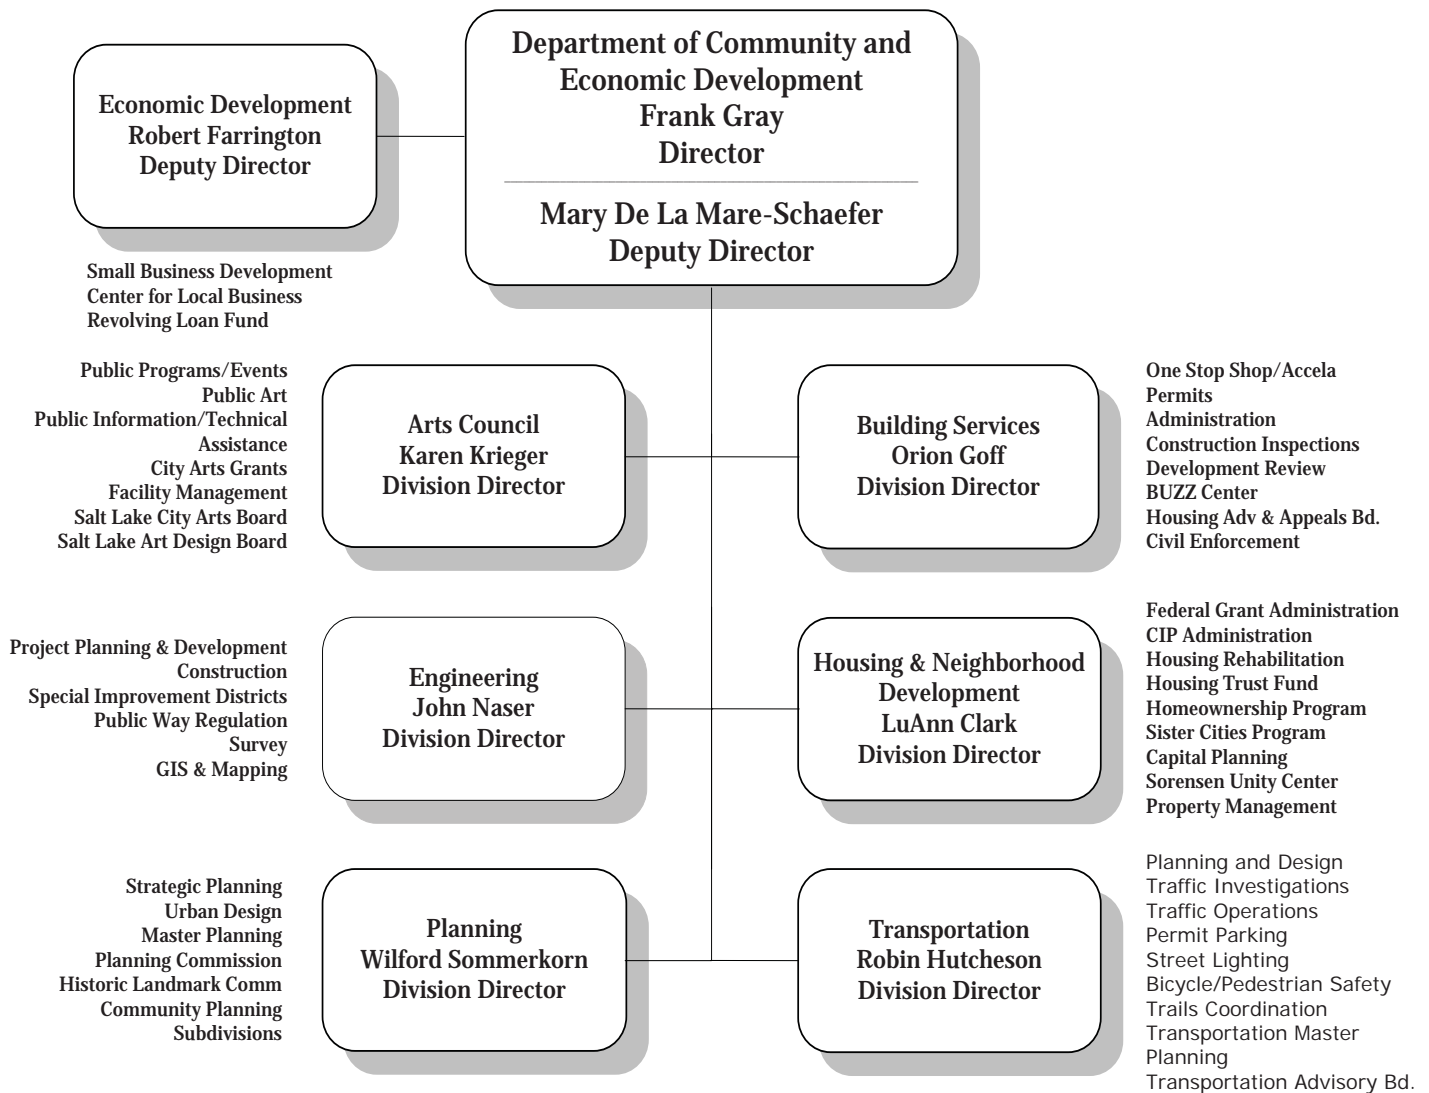 Department of Community and
Economic Development
Frank Gray
Director
Mary De La Mare-Schaefer
Deputy Director
Economic Development
Robert Farrington
Deputy Director
Small Business Development
Center for Local Business
Revolving Loan Fund
Public Programs/Events
Public Art
Public Information/Technical
Assistance
City Arts Grants
Facility Management
Salt Lake City Arts Board
Salt Lake Art Design Board
Arts Council
Karen Krieger
Division Director
Building Services
Orion Goff
Division Director
One Stop Shop/Accela
Permits
Administration
Construction Inspections
Development Review
BUZZ Center
Housing Adv & Appeals Bd.
Civil Enforcement
Project Planning & Development
Construction
Special Improvement Districts
Public Way Regulation
Survey
GIS & Mapping
Engineering
John Naser
Division Director
Housing & Neighborhood
Development
LuAnn Clark
Division Director
Federal Grant Administration
CIP Administration
Housing Rehabilitation
Housing Trust Fund
Homeownership Program
Sister Cities Program
Capital Planning
Sorensen Unity Center
Property Management
Strategic Planning
Urban Design
Master Planning
Planning Commission
Historic Landmark Comm
Community Planning
Subdivisions
Planning
Wilford Sommerkorn
Division Director
Transportation
Robin Hutcheson
Division Director
Planning and Design
Traffic Investigations
Traffic Operations
Permit Parking
Street Lighting
Bicycle/Pedestrian Safety
Trails Coordination
Transportation Master
Planning
Transportation Advisory Bd.